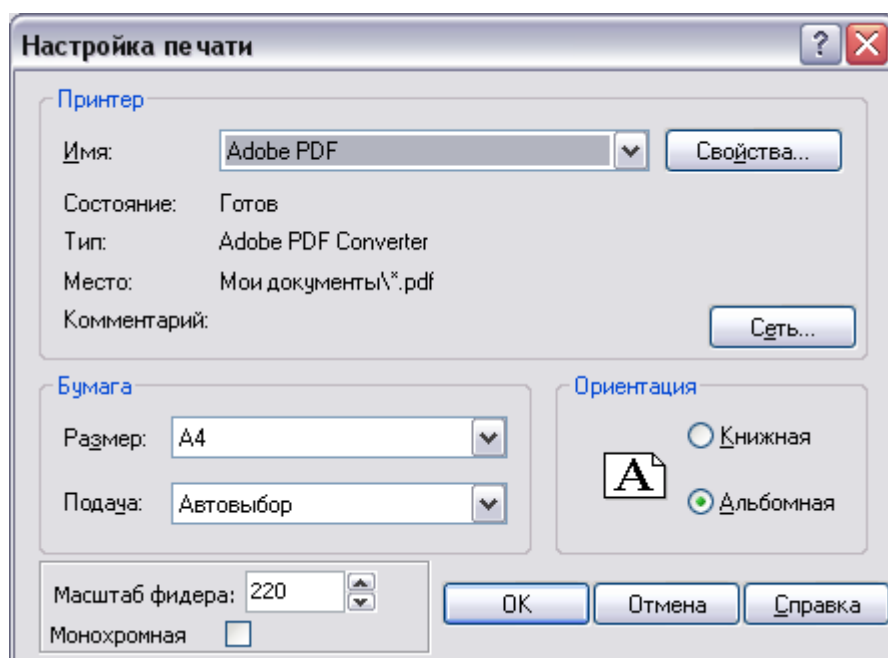 Настройка печати
Принтер
Имя: Adobe PDF Свойства...
Состояние: Готов
Тип: Adobe PDF Converter
Место: Мои документы\*.pdf
Комментарий: Сеть...
Бумага
Размер: A4
Подача: Автовыбор
Ориентация
Книжная
A
Альбомная
Масштаб фидера: 220
Монохромная
OK Отмена Справка